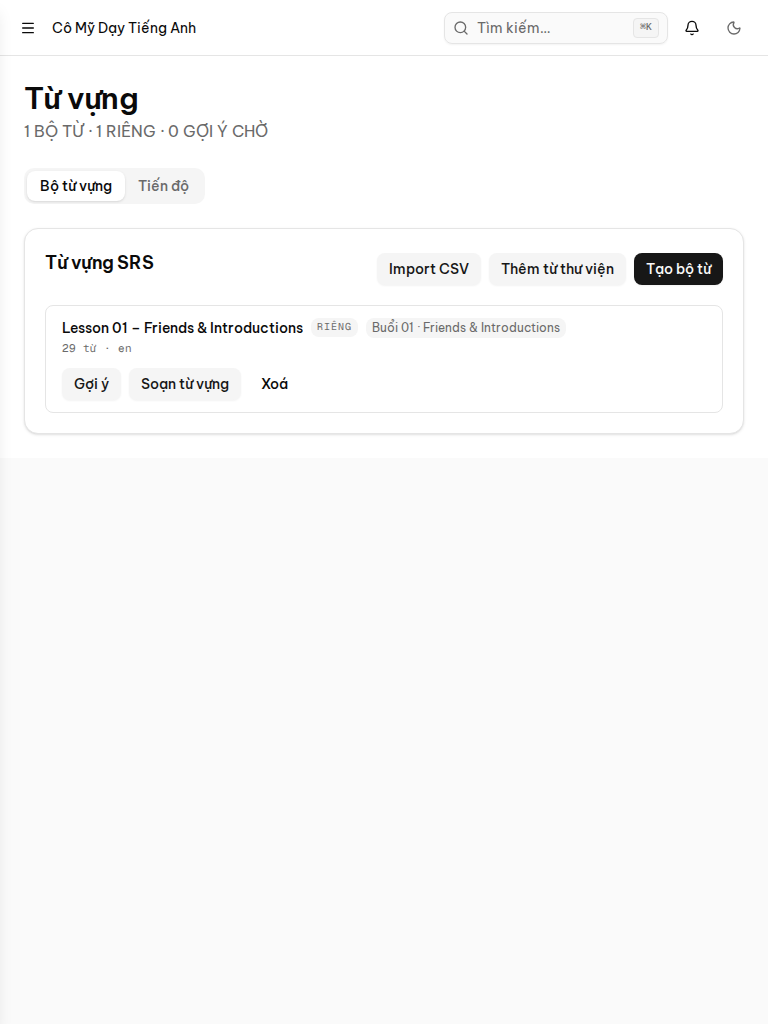 Cô Mỹ Dạy Tiếng Anh
Tìm kiếm...
⌘K
Từ vựng
1 BỘ TỪ · 1 RIÊNG · 0 GỢI Ý CHỜ
Bộ từ vựng
Tiến độ
Từ vựng SRS
Import CSV
Thêm từ thư viện
Tạo bộ từ
Lesson 01 – Friends & Introductions
RIÊNG
Buổi 01 · Friends & Introductions
29 từ · en
Gợi ý
Soạn từ vựng
Xoá